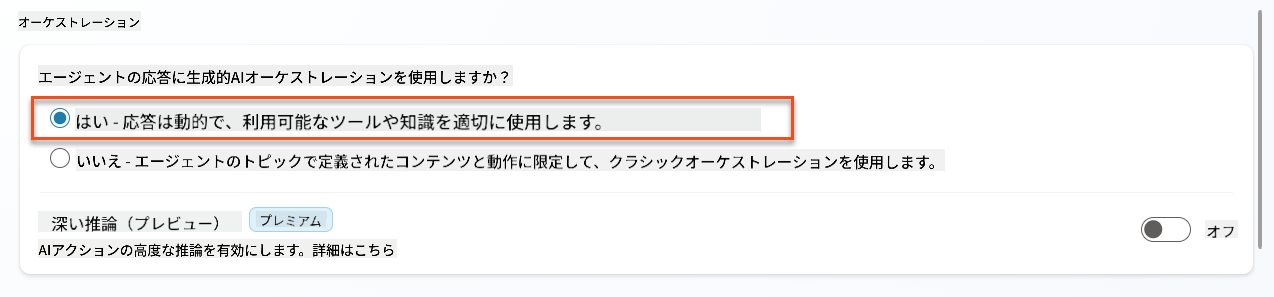 オーケストレーション
エージェントの応答に生成的AIオーケストレーションを使用しますか？
はい - 応答は動的で、利用可能なツールや知識を適切に使用します。
いいえ - エージェントのトピックで定義されたコンテンツと動作に限定して、クラシックオーケストレーションを使用します。
深い推論（プレビュー） プレミアム
オフ
AIアクションの高度な推論を有効にします。詳細はこちら